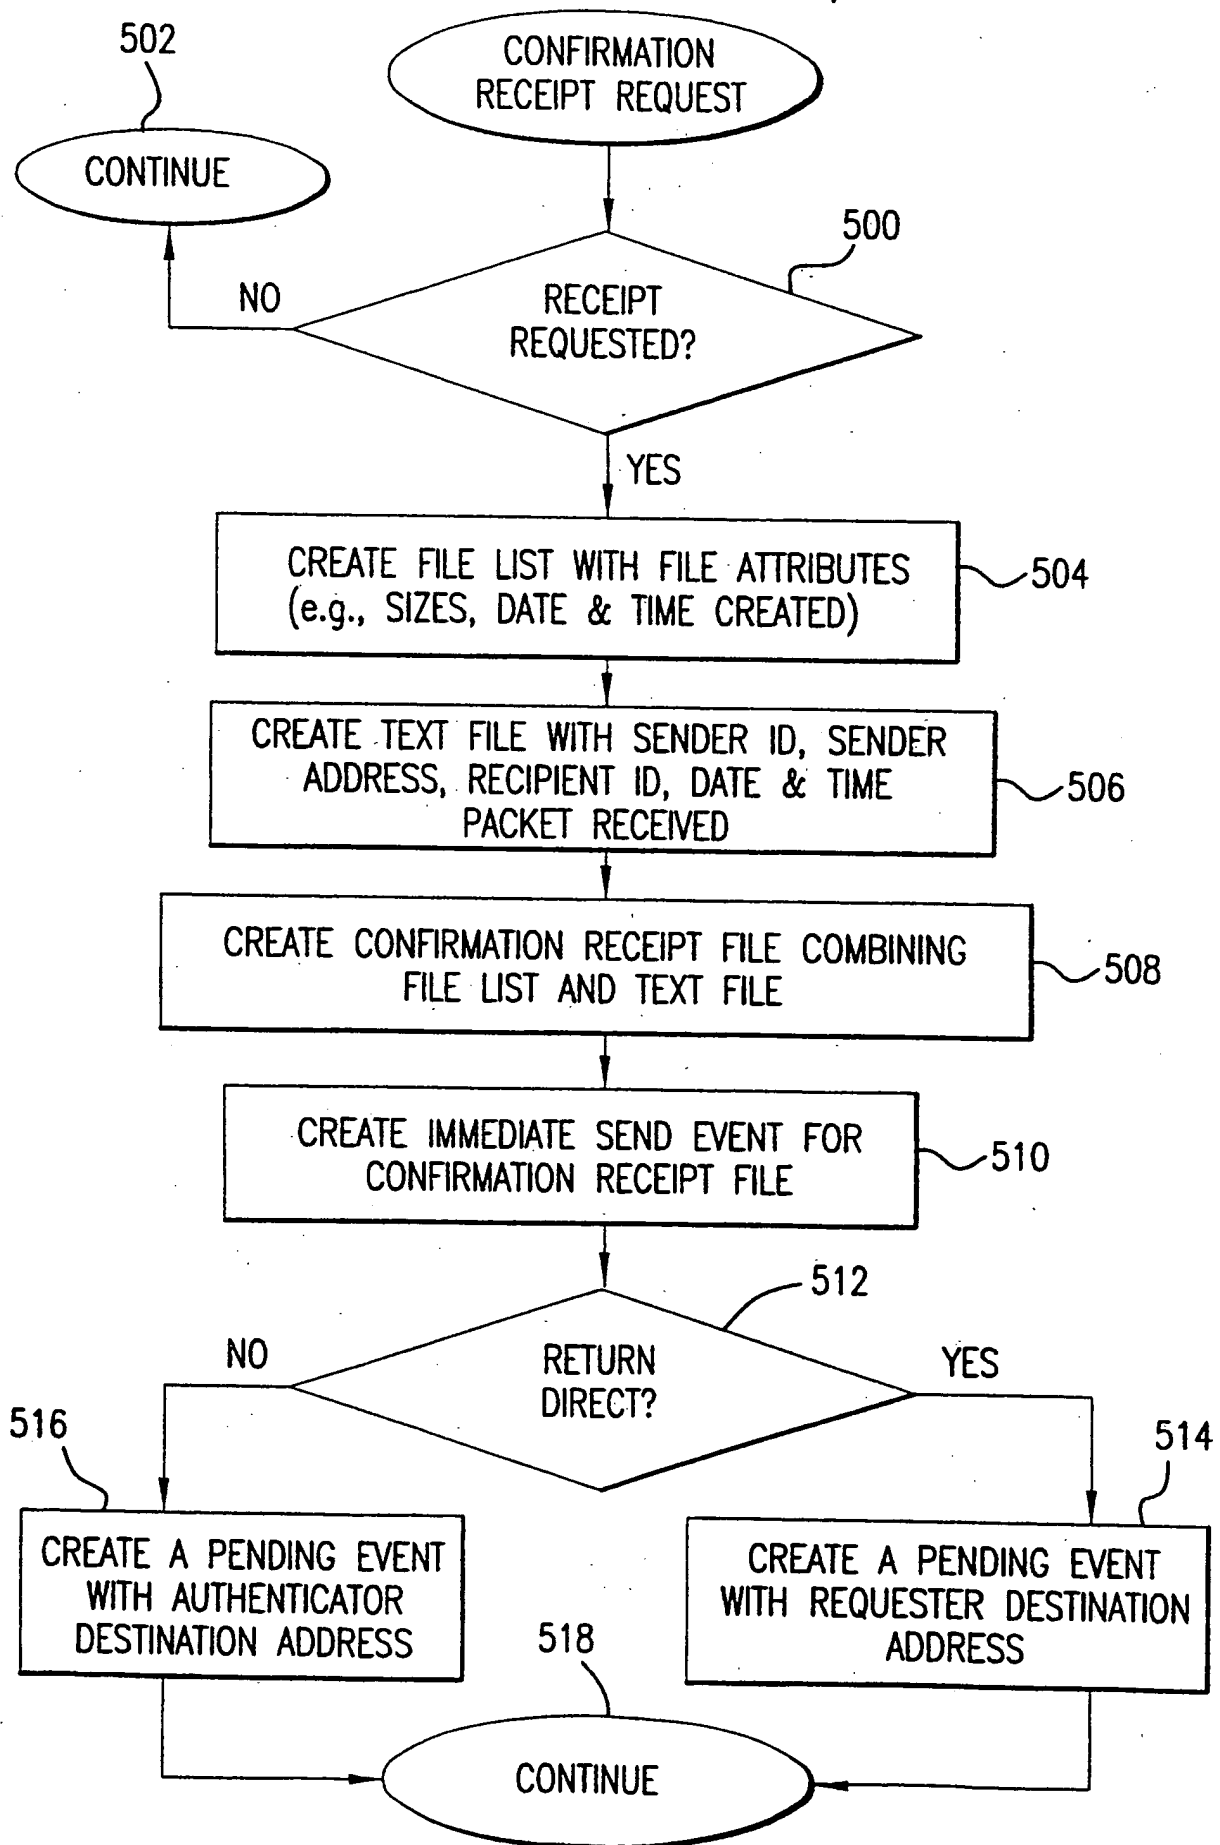 502
CONFIRMATION
RECEIPT REQUEST
CONTINUE
500
NO
RECEIPT
REQUESTED?
YES
CREATE FILE LIST WITH FILE ATTRIBUTES
(e.g., SIZES, DATE & TIME CREATED)
504
CREATE TEXT FILE WITH SENDER ID, SENDER
ADDRESS, RECIPIENT ID, DATE & TIME
PACKET RECEIVED
506
CREATE CONFIRMATION RECEIPT FILE COMBINING
FILE LIST AND TEXT FILE
508
CREATE IMMEDIATE SEND EVENT FOR
CONFIRMATION RECEIPT FILE
510
512
NO
RETURN
DIRECT?
YES
516
514
CREATE A PENDING EVENT
WITH AUTHENTICATOR
DESTINATION ADDRESS
CREATE A PENDING EVENT
WITH REQUESTER DESTINATION
ADDRESS
518
CONTINUE